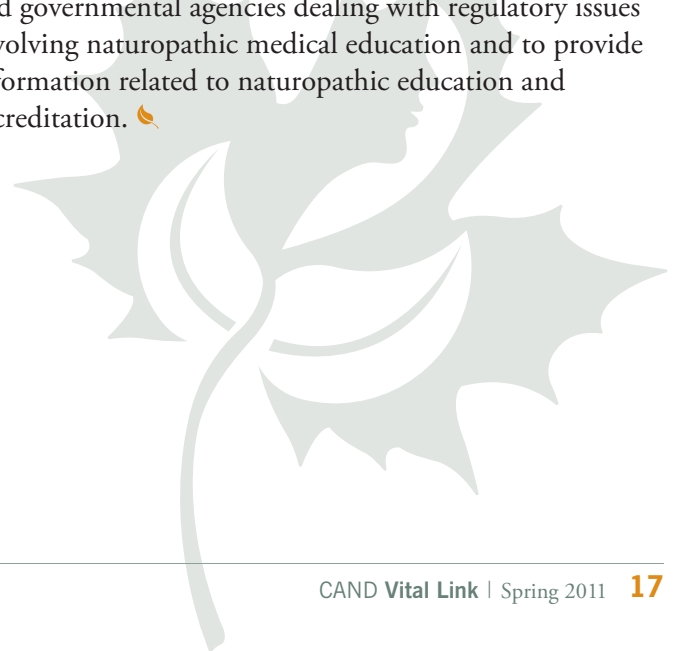 d governmental agencies dealing with regulatory issues
volving naturopathic medical education and to provide
formation related to naturopathic education and
creditation.
CAND Vital Link | Spring 2011 17